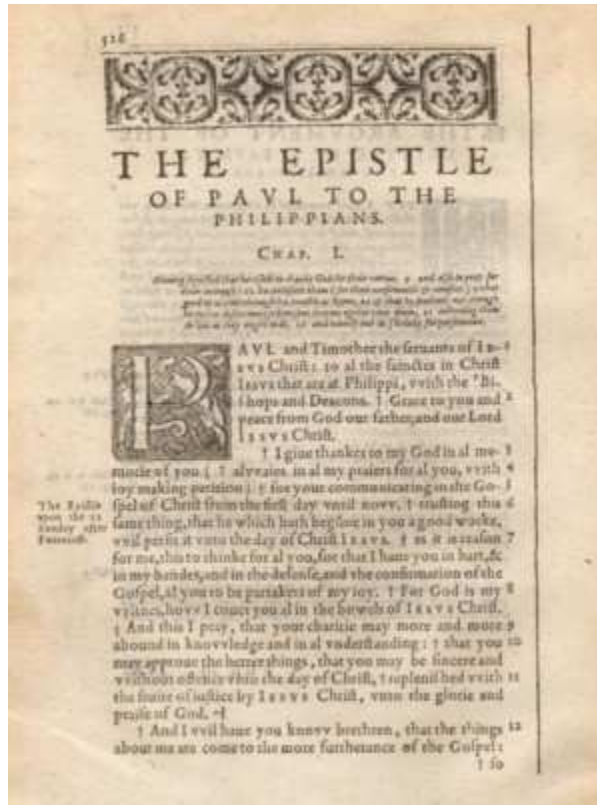 526
THE EPISTLE
OF PAVL TO THE
PHILIPPIANS.
CHAP. I.
PAVL and Timothee the seruants of IE- 1
SVS Christ: to al the sainctes in Christ
IESVS that are at Philippi, vvith the Bi-
shops and Deacons. † Grace to you and 2
peace from God our father, and our Lord
IESVS Christ.
† I giue thankes to my God in al me- 3
morie of you ( † alvvaies in al my praiers for al you, vvith 4
ioy making petition ) † for your communicating in the Go- 5
spel of Christ from the first day vntil novv. † trusting this 6
same thing, that he which hath begonne in you a good worke,
vvil perfit it vnto the day of Christ IESVS. † as it is reason 7
for me, this to thinke for al you, for that I haue you in hart, &
in my bandes, and in the defense, and the confirmation of the
Gospel, al you to be partakers of my ioy. † For God is my 8
vvitnes, hovv I couet you al in the bowels of IESVS Christ.
† And this I pray, that your charitie may more and more 9
abound in knovvledge and in al vnderstanding: † that you 10
may approue the better things, that you may be sincere and
vvithout offence vnto the day of Christ, † replenished vvith 11
the fruite of iustice by IESVS Christ, vnto the glorie and
praise of God.
† And I vvil haue you knovv brethren, that the things 12
about me are come to the more furtherance of the Gospel:
† so
The Epistle
vpon the 22
Sunday after
Pentecost.